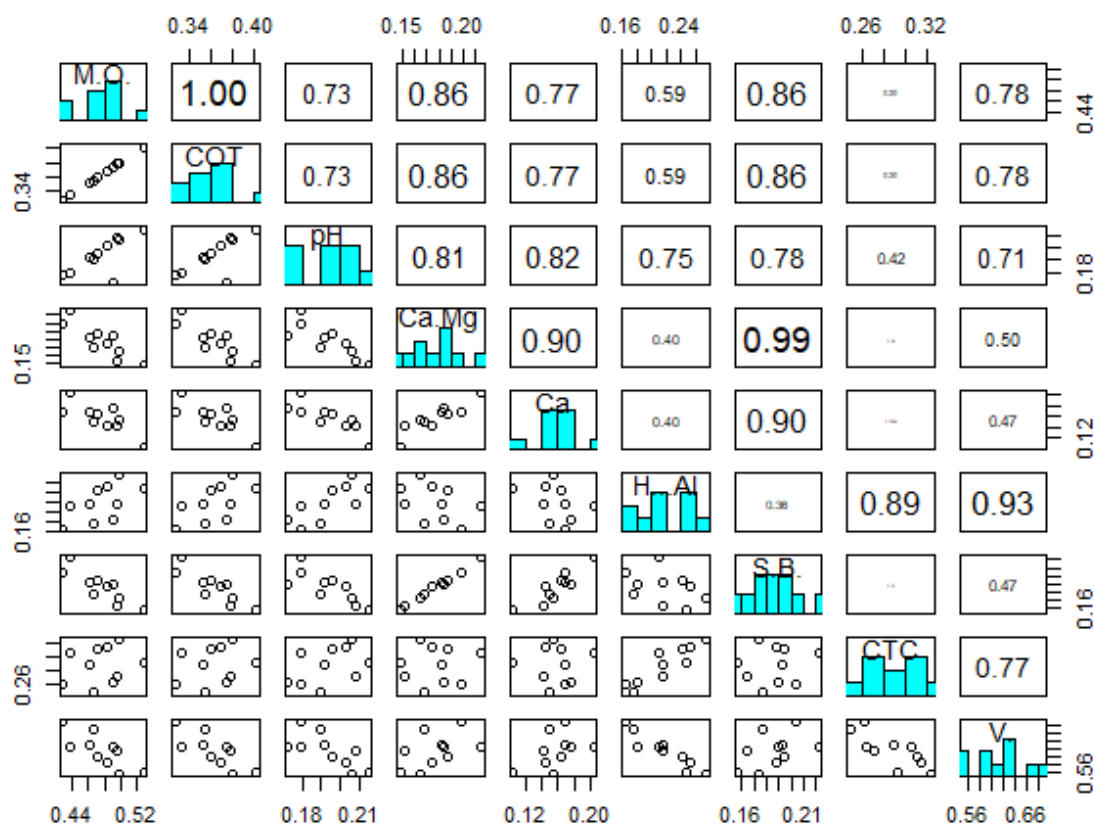 0.34 0.40 0.15 0.20 0.16 0.24 0.26 0.32
M.O. 1.00 0.73 0.86 0.77 0.59 0.86 0.78 0.44
0.34 COT 0.73 0.86 0.77 0.59 0.86 0.78
pH 0.81 0.82 0.75 0.78 0.42 0.71 0.18
0.15 Ca.Mg 0.90 0.40 0.99 0.50
Ca 0.40 0.90 0.47 0.12
0.16 H...Al 0.36 0.89 0.93
S.B. 0.47 0.16
0.26 CTC 0.77
V 0.56
0.44 0.52 0.18 0.21 0.12 0.20 0.16 0.21 0.56 0.66